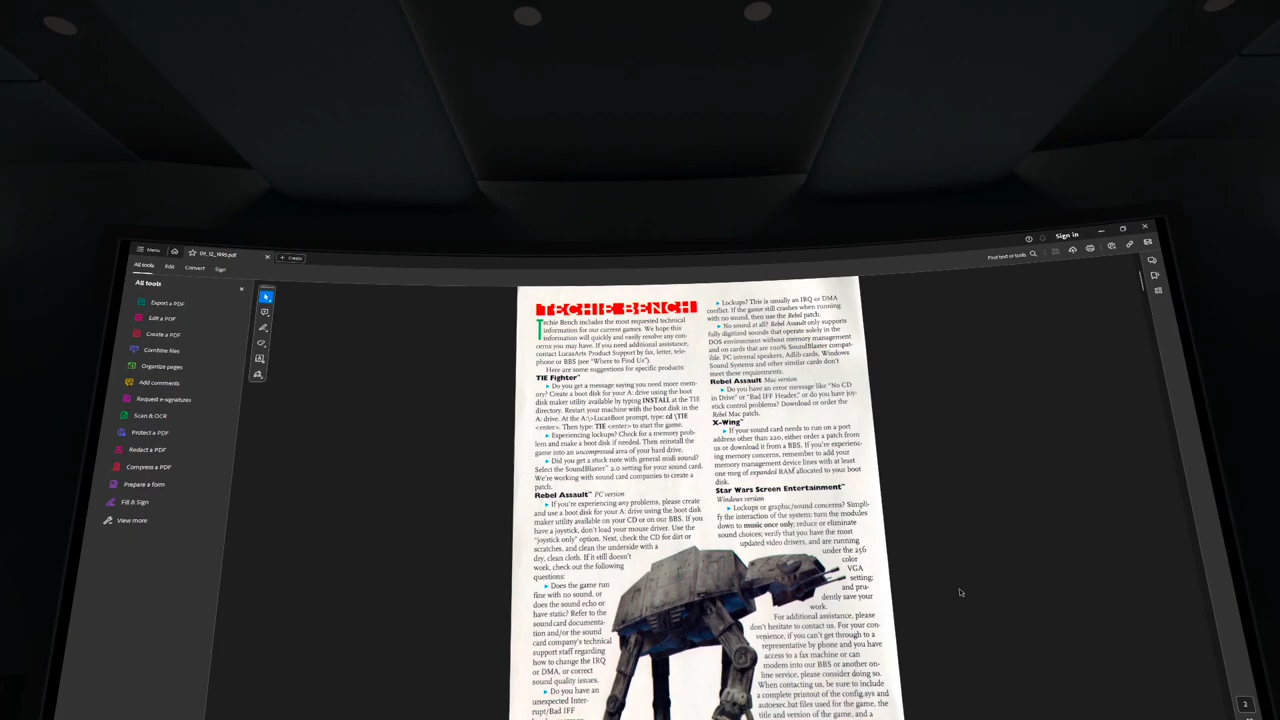 Menu
09_12_1995.pdf
Create
Sign in
All tools
Edit
Convert
Sign
Find text or tools
All tools
Export a PDF
Edit a PDF
Create a PDF
Combine files
Organize pages
Add comments
Request e-signatures
Scan & OCR
Protect a PDF
Redact a PDF
Compress a PDF
Prepare a form
Fill & Sign
View more
TECHIE BENCH
Techie Bench includes the most requested technical
information for our current games. We hope this
information will quickly and easily resolve any con-
cerns you may have. If you need additional assistance,
contact LucasArts Product Support by fax, letter, tele-
phone or BBS (see "Where to Find Us").
Here are some suggestions for specific products:
TIE Fighter™
Do you get a message saying you need more mem-
ory? Create a boot disk for your A: drive using the boot
disk maker utility available by typing INSTALL at the TIE
directory. Restart your machine with the boot disk in the
A: drive. At the A:\>LucasBoot prompt, type: cd \TIE
<enter>. Then type: TIE <enter> to start the game.
Experiencing lockups? Check for a memory prob-
lem and make a boot disk if needed. Then reinstall the
game into an uncompressed area of your hard drive.
Did you get a stuck note with general midi sound?
Select the SoundBlaster™ 2.0 setting for your sound card.
We're working with sound card companies to create a
patch.
Rebel Assault™ PC version
If you're experiencing any problems, please create
and use a boot disk for your A: drive using the boot disk
maker utility available on your CD or on our BBS. If you
have a joystick, don't load your mouse driver. Use the
"joystick only" option. Next, check the CD for dirt or
scratches, and clean the underside with a
dry, clean cloth. If it still doesn't
work, check out the following
questions:
Does the game run
fine with no sound, or
does the sound echo or
have static? Refer to the
sound card documenta-
tion and/or the sound
card company's technical
support staff regarding
how to change the IRQ
or DMA, or correct
sound quality issues.
Do you have an
unexpected Inter-
rupt/Bad IFF
Lockups? This is usually an IRQ or DMA
conflict. If the game still crashes when running
with no sound, then use the Rebel patch.
No sound at all? Rebel Assault only supports
fully digitized sounds that operate solely in the
DOS environment without memory management
and on cards that are 100% SoundBlaster compat-
ible. PC internal speakers, Adlib cards, Windows
Sound Systems and other similar cards don't
meet these requirements.
Rebel Assault Mac version
Do you have an error message like "No CD
in Drive" or "Bad IFF Header," or do you have joy-
stick control problems? Download or order the
Rebel Mac patch.
X-Wing™
If your sound card needs to run on a port
address other than 220, either order a patch from
us or download it from a BBS. If you're experienc-
ing memory concerns, remember to add your
memory management device lines with at least
one meg of expanded RAM allocated to your boot
disk.
Star Wars Screen Entertainment™
Windows version
Lockups or graphic/sound concerns? Simpli-
fy the interaction of the system: turn the modules
down to music once only; reduce or eliminate
sound choices; verify that you have the most
updated video drivers, and are running
under the 256
color
VGA
setting;
and pru-
dently save your
work.
For additional assistance, please
don't hesitate to contact us. For your con-
venience, if you can't get through to a
representative by phone and you have
access to a fax machine or can
modem into our BBS or another on-
line service, please consider doing so.
When contacting us, be sure to include
a complete printout of the config.sys and
autoexec.bat files used for the game, the
title and version of the game, and a
2